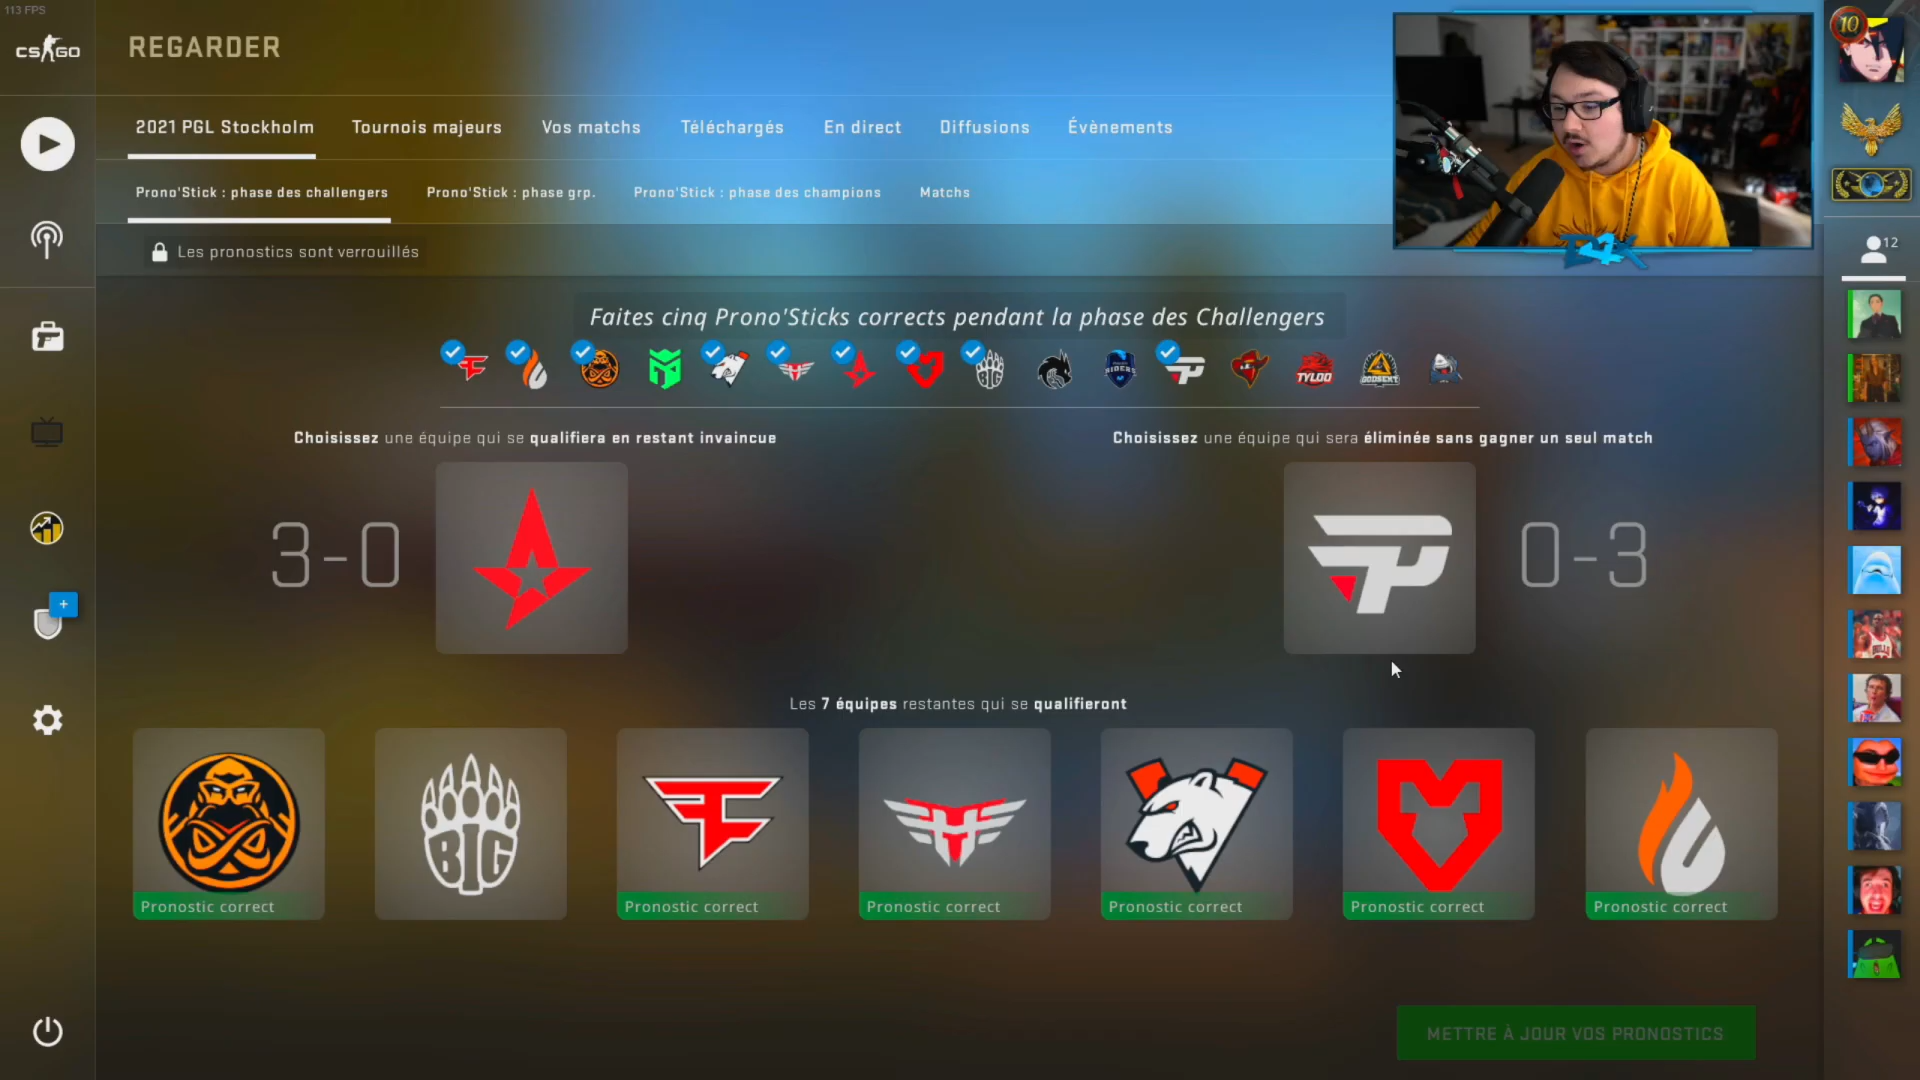 113 FPS
CS GO
REGARDER
10
2021 PGL Stockholm
Tournois majeurs
Vos matchs
Téléchargés
En direct
Diffusions
Évènements
Prono'Stick : phase des challengers
Prono'Stick : phase grp.
Prono'Stick : phase des champions
Matchs
12
Les pronostics sont verrouillés
Faites cinq Prono'Sticks corrects pendant la phase des Challengers
BIG
RIDERS
TYLOO
GODSENT
Choisissez une équipe qui se qualifiera en restant invaincue
Choisissez une équipe qui sera éliminée sans gagner un seul match
3-0
0-3
+
Les 7 équipes restantes qui se qualifieront
BIG
Pronostic correct
Pronostic correct
Pronostic correct
Pronostic correct
Pronostic correct
Pronostic correct
METTRE À JOUR VOS PRONOSTICS